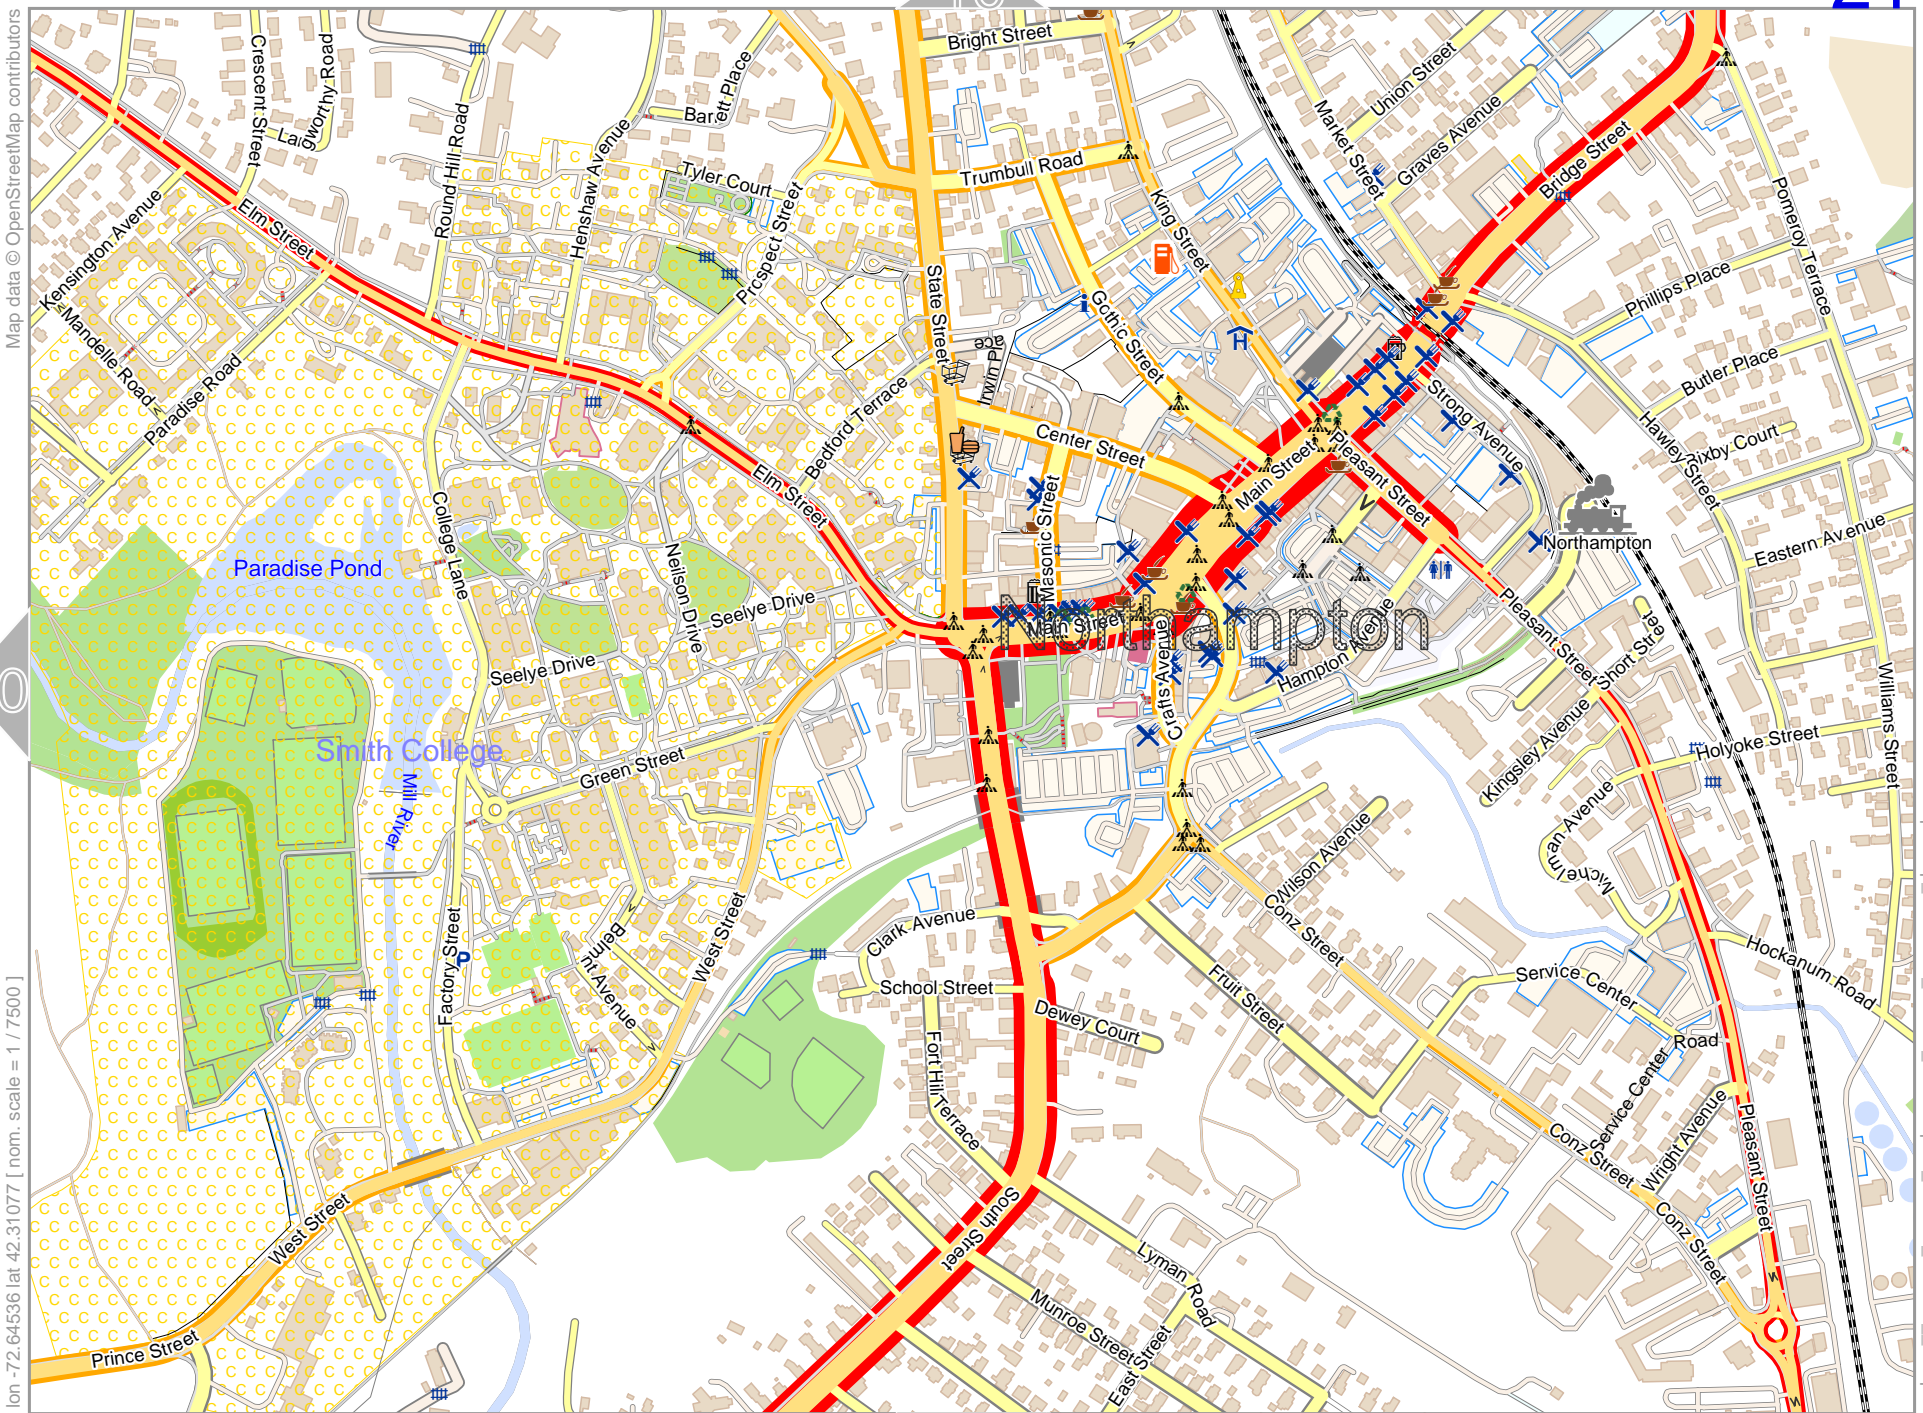 Map data © OpenStreetMap contributors
lon -72.64536 lat 42.31077 [ nom. scale = 1 / 7500 ]
Bright Street
Crescent Street
Round Hill Road
Henshaw Avenue
Tyler Court
Prospect Street
Trumbull Road
King Street
Market Street
Union Street
Graves Avenue
Bridge Street
Pomeroy Terrace
Kensington Avenue
Elm Street
Mandelle Road
Paradise Road
State Street
Gothic Street
H
Phillips Place
Butler Place
Bedford Terrace
Center Street
Main Street
Pleasant Street
Strong Avenue
Hawley Street
Eastern Avenue
Northampton
Elm Street
College Lane
Paradise Pond
Neilson Drive
Seelye Drive
Seelye Drive
Masonic Street
Main Street
Northampton
Crafts Avenue
Hampton Avenue
Pleasant Street
Short Street
Kingsley Avenue
Holyoke Street
Williams Street
Smith College
Mill River
Green Street
Wilson Avenue
Conz Street
Clark Avenue
West Street
Factory Street
P
School Street
Dewey Court
Fruit Street
Service Center
Road
Hockanum Road
Fort Hill Terrace
Service Center
Wright Avenue
Conz Street
Conz Street
Pleasant Street
West Street
Prince Street
South
Street
Lyman Road
Munroe Street
East Street